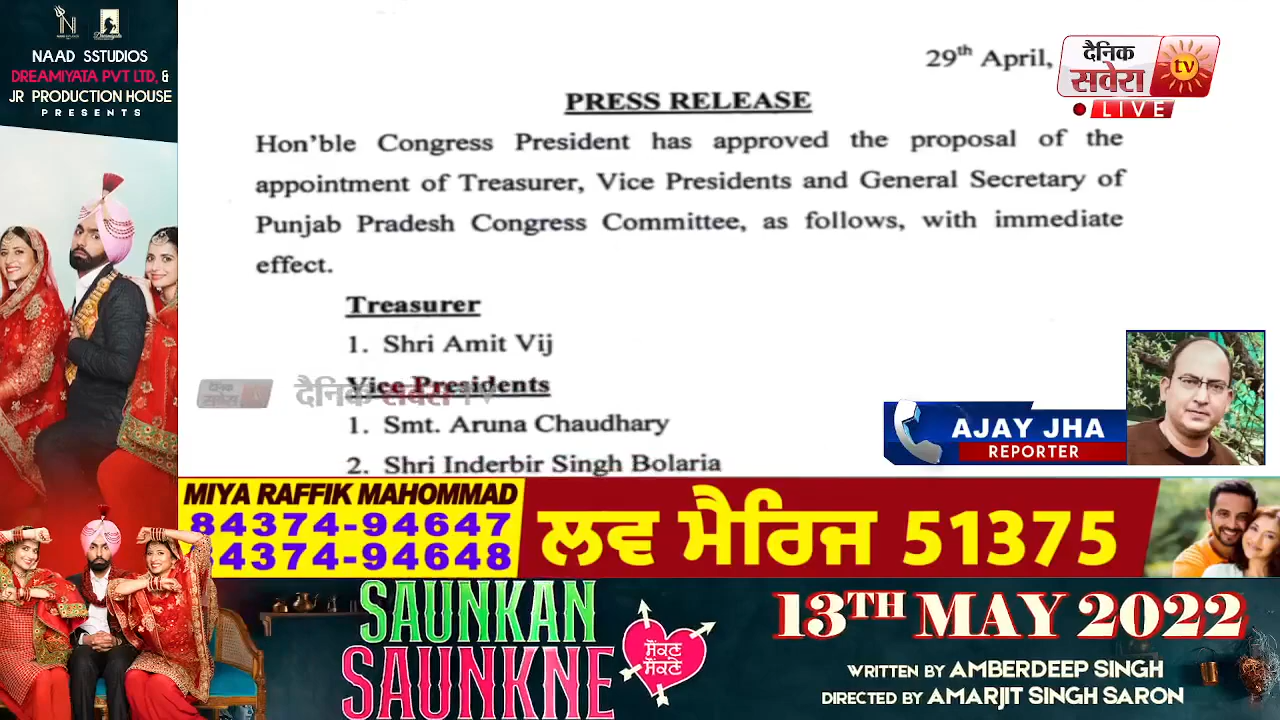 NAAD SSTUDIOS
DREAMIYATA PVT LTD, &
JR PRODUCTION HOUSE
PRESENTS
29th April,
दैनिक
सवेरा
tv
LIVE
PRESS RELEASE
Hon'ble Congress President has approved the proposal of the
appointment of Treasurer, Vice Presidents and General Secretary of
Punjab Pradesh Congress Committee, as follows, with immediate
effect.
Treasurer
1. Shri Amit Vij
Vice Presidents
दैनिक सवेरा TV
1. Smt. Aruna Chaudhary
2. Shri Inderbir Singh Bolaria
AJAY JHA
REPORTER
MIYA RAFFIK MAHOMMAD
84374-94647
84374-94648
ਲਵ ਮੈਰਿਜ 51375
SAUNKAN
SAUNKNE
ਸੌਂਕਣ
ਸੌਂਕਣੇ
13TH MAY 2022
WRITTEN BY AMBERDEEP SINGH
DIRECTED BY AMARJIT SINGH SARON